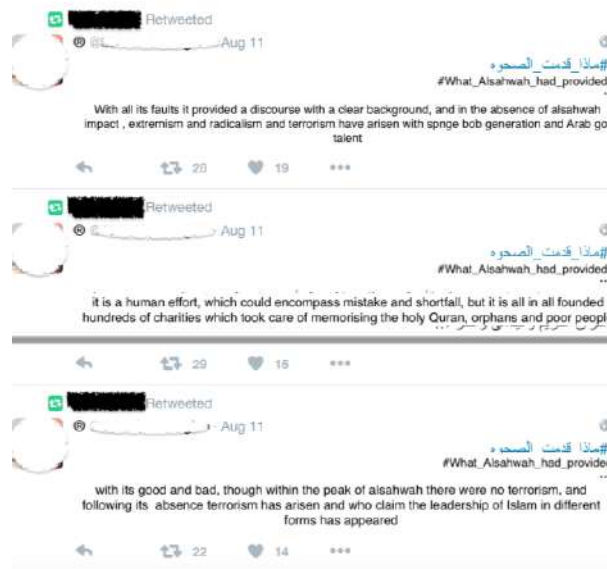 Retweeted
® Aug 11
#ماذا_قدمت_الصحوه
#What_Alsahwah_had_provided
With all its faults it provided a discourse with a clear background, and in the absence of alsahwah
impact , extremism and radicalism and terrorism have arisen with spnge bob generation and Arab go
talent
28 19
Retweeted
® Aug 11
#ماذا_قدمت_الصحوه
#What_Alsahwah_had_provided
it is a human effort, which could encompass mistake and shortfall, but it is all in all founded
hundreds of charities which took care of memorising the holy Quran, orphans and poor peopl
29 16
Retweeted
® Aug 11
#ماذا_قدمت_الصحوه
#What_Alsahwah_had_provide
with its good and bad, though within the peak of alsahwah there were no terrorism, and
following its absence terrorism has arisen and who claim the leadership of Islam in different
forms has appeared
22 14